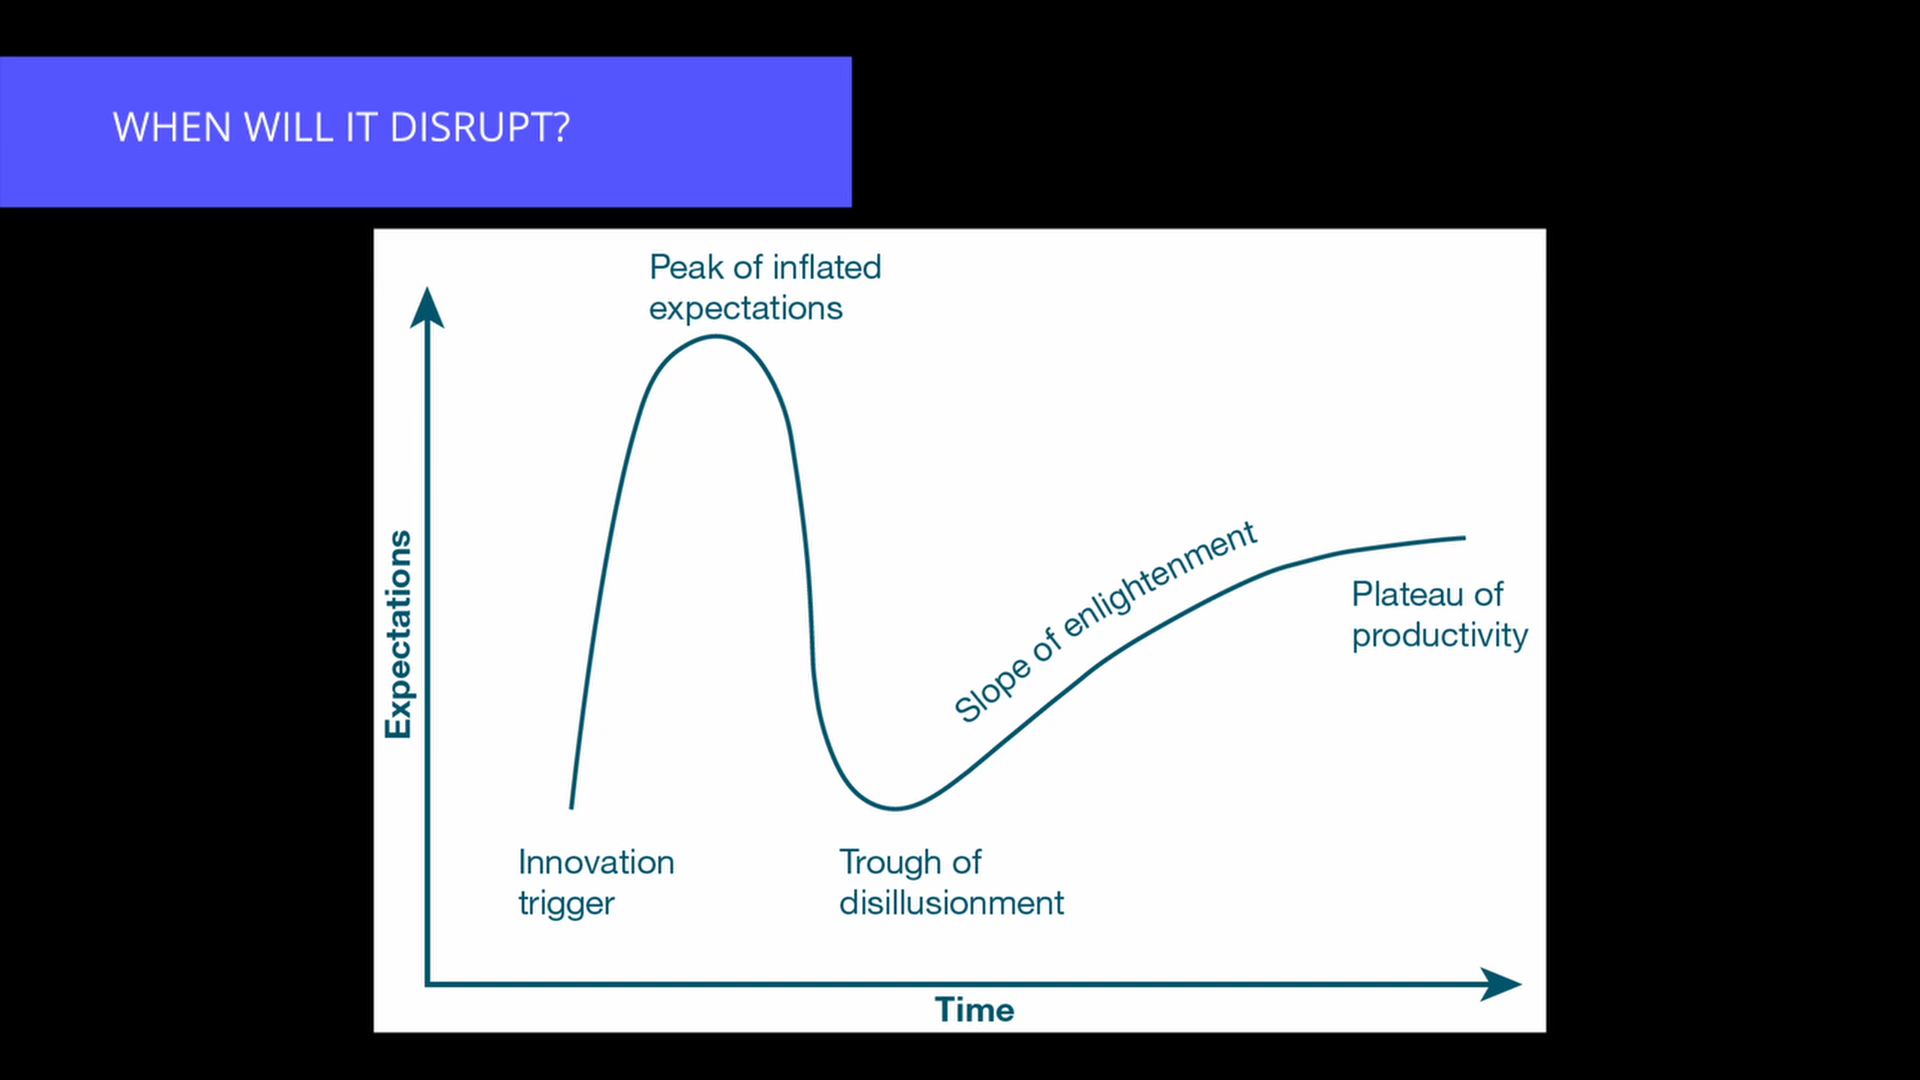 WHEN WILL IT DISRUPT?
Peak of inflated
expectations
Expectations
Slope of enlightenment
Plateau of
productivity
Innovation
trigger
Trough of
disillusionment
Time